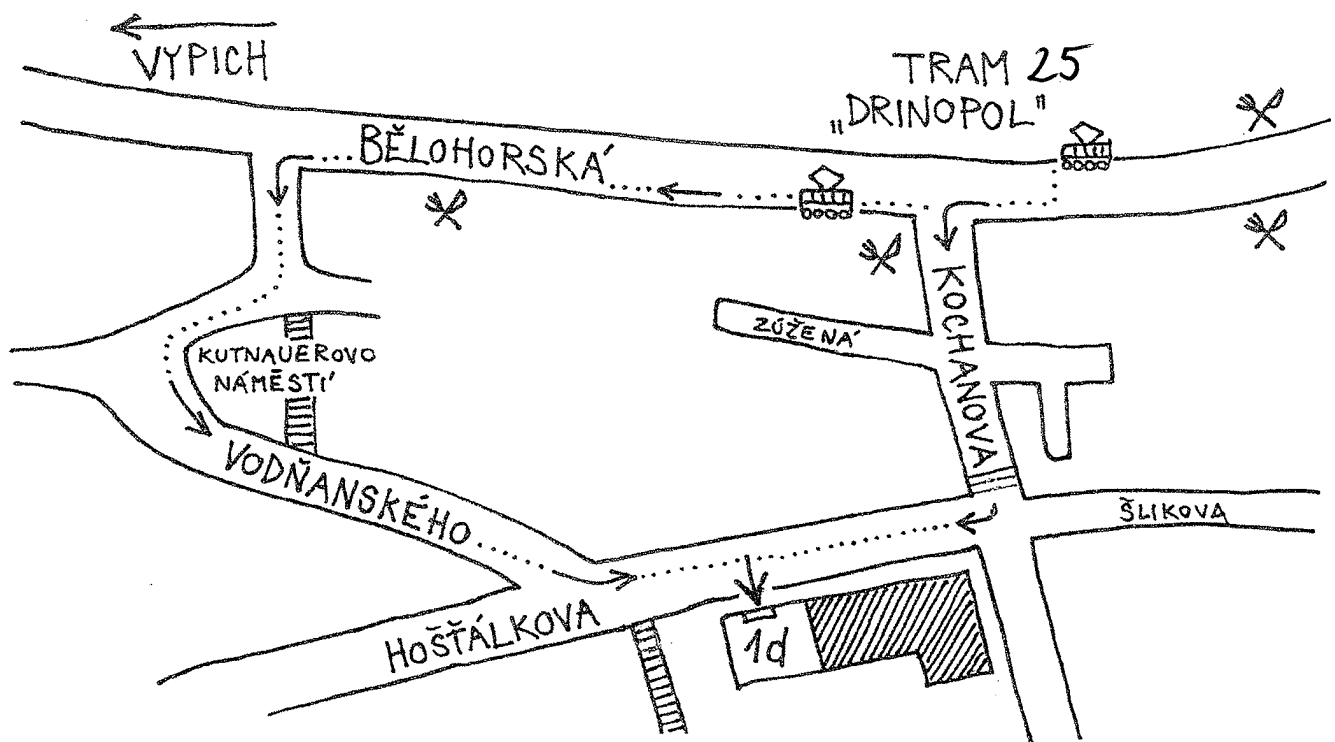 VYPICH
TRAM 25
"DRINOPOL"
BĚLOHORSKÁ
KOCHANOVA
ZÚŽENÁ
KUTNAUEROVO
NÁMĚSTÍ
VODŇANSKÉHO
ŠLIKOVA
HOŠŤÁLKOVA
1d